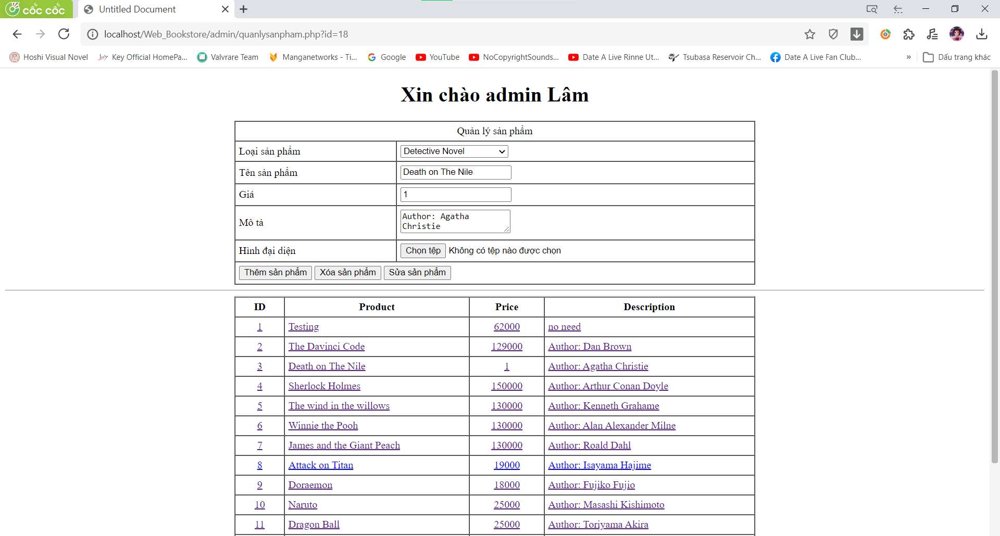 cốc cốc
Untitled Document
localhost/Web_Bookstore/admin/quanlysanpham.php?id=18
Hoshi Visual Novel
Key Official HomePa...
Valvrare Team
Manganetworks - Ti...
Google
YouTube
NoCopyrightSounds...
Date A Live Rinne Ut...
Tsubasa Reservoir Ch...
Date A Live Fan Club...
»
Dấu trang khác
Xin chào admin Lâm
Quản lý sản phẩm
Loại sản phẩm
Detective Novel
Tên sản phẩm
Death on The Nile
Giá
1
Mô tả
Author: Agatha
Christie
Hình đại diện
Chọn tệp Không có tệp nào được chọn
Thêm sản phẩm Xóa sản phẩm Sửa sản phẩm
ID Product Price Description
1 Testing 62000 no need
2 The Davinci Code 129000 Author: Dan Brown
3 Death on The Nile 1 Author: Agatha Christie
4 Sherlock Holmes 150000 Author: Arthur Conan Doyle
5 The wind in the willows 130000 Author: Kenneth Grahame
6 Winnie the Pooh 130000 Author: Alan Alexander Milne
7 James and the Giant Peach 130000 Author: Roald Dahl
8 Attack on Titan 19000 Author: Isayama Hajime
9 Doraemon 18000 Author: Fujiko Fujio
10 Naruto 25000 Author: Masashi Kishimoto
11 Dragon Ball 25000 Author: Toriyama Akira